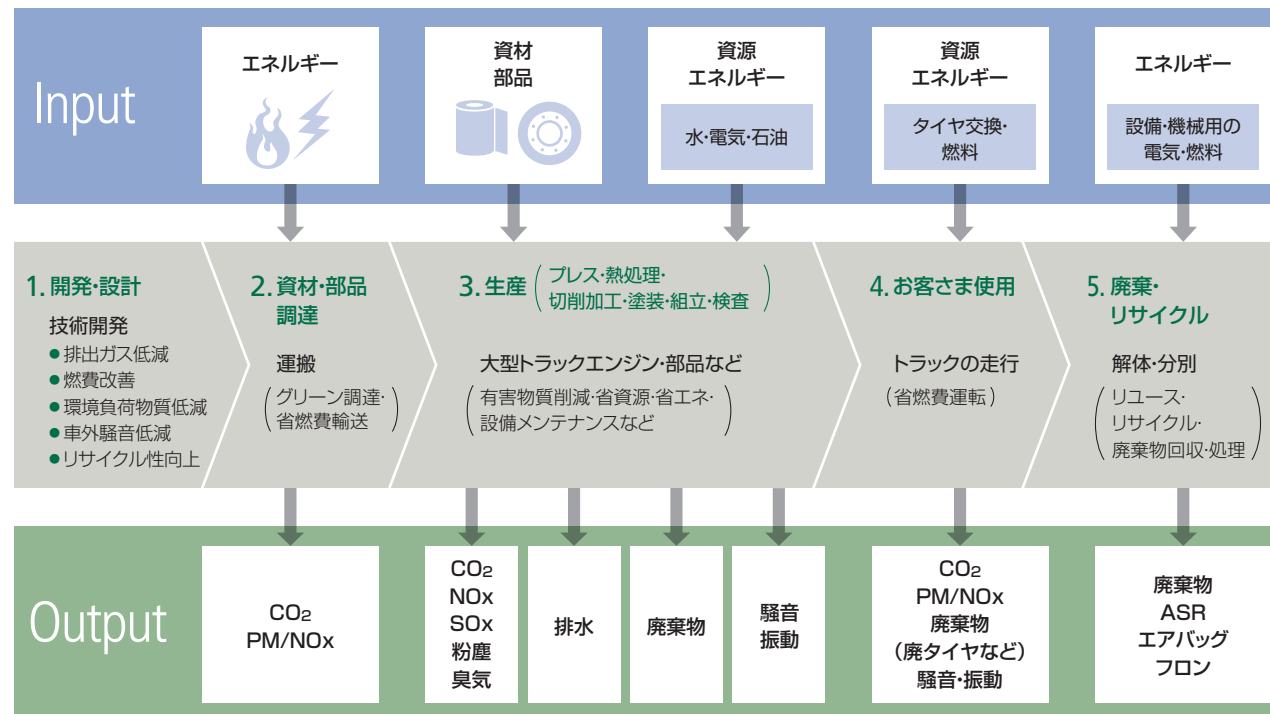 Input
エネルギー
資材
部品
資源
エネルギー
水・電気・石油
資源
エネルギー
タイヤ交換・
燃料
エネルギー
設備・機械用の
電気・燃料
1. 開発・設計
技術開発
●排出ガス低減
●燃費改善
●環境負荷物質低減
●車外騒音低減
●リサイクル性向上
2. 資材・部品
調達
運搬
(グリーン調達・
省燃費輸送)
3. 生産(プレス・熱処理・
切削加工・塗装・組立・検査)
大型トラックエンジン・部品など
(有害物質削減・省資源・省エネ・
設備メンテナンスなど)
4. お客さま使用
トラックの走行
(省燃費運転)
5. 廃棄・
リサイクル
解体・分別
(リユース・
リサイクル・
廃棄物回収・処理)
Output
CO2
PM/NOx
CO2
NOx
SOx
粉塵
臭気
排水
廃棄物
騒音
振動
CO2
PM/NOx
廃棄物
(廃タイヤなど)
騒音・振動
廃棄物
ASR
エアバッグ
フロン